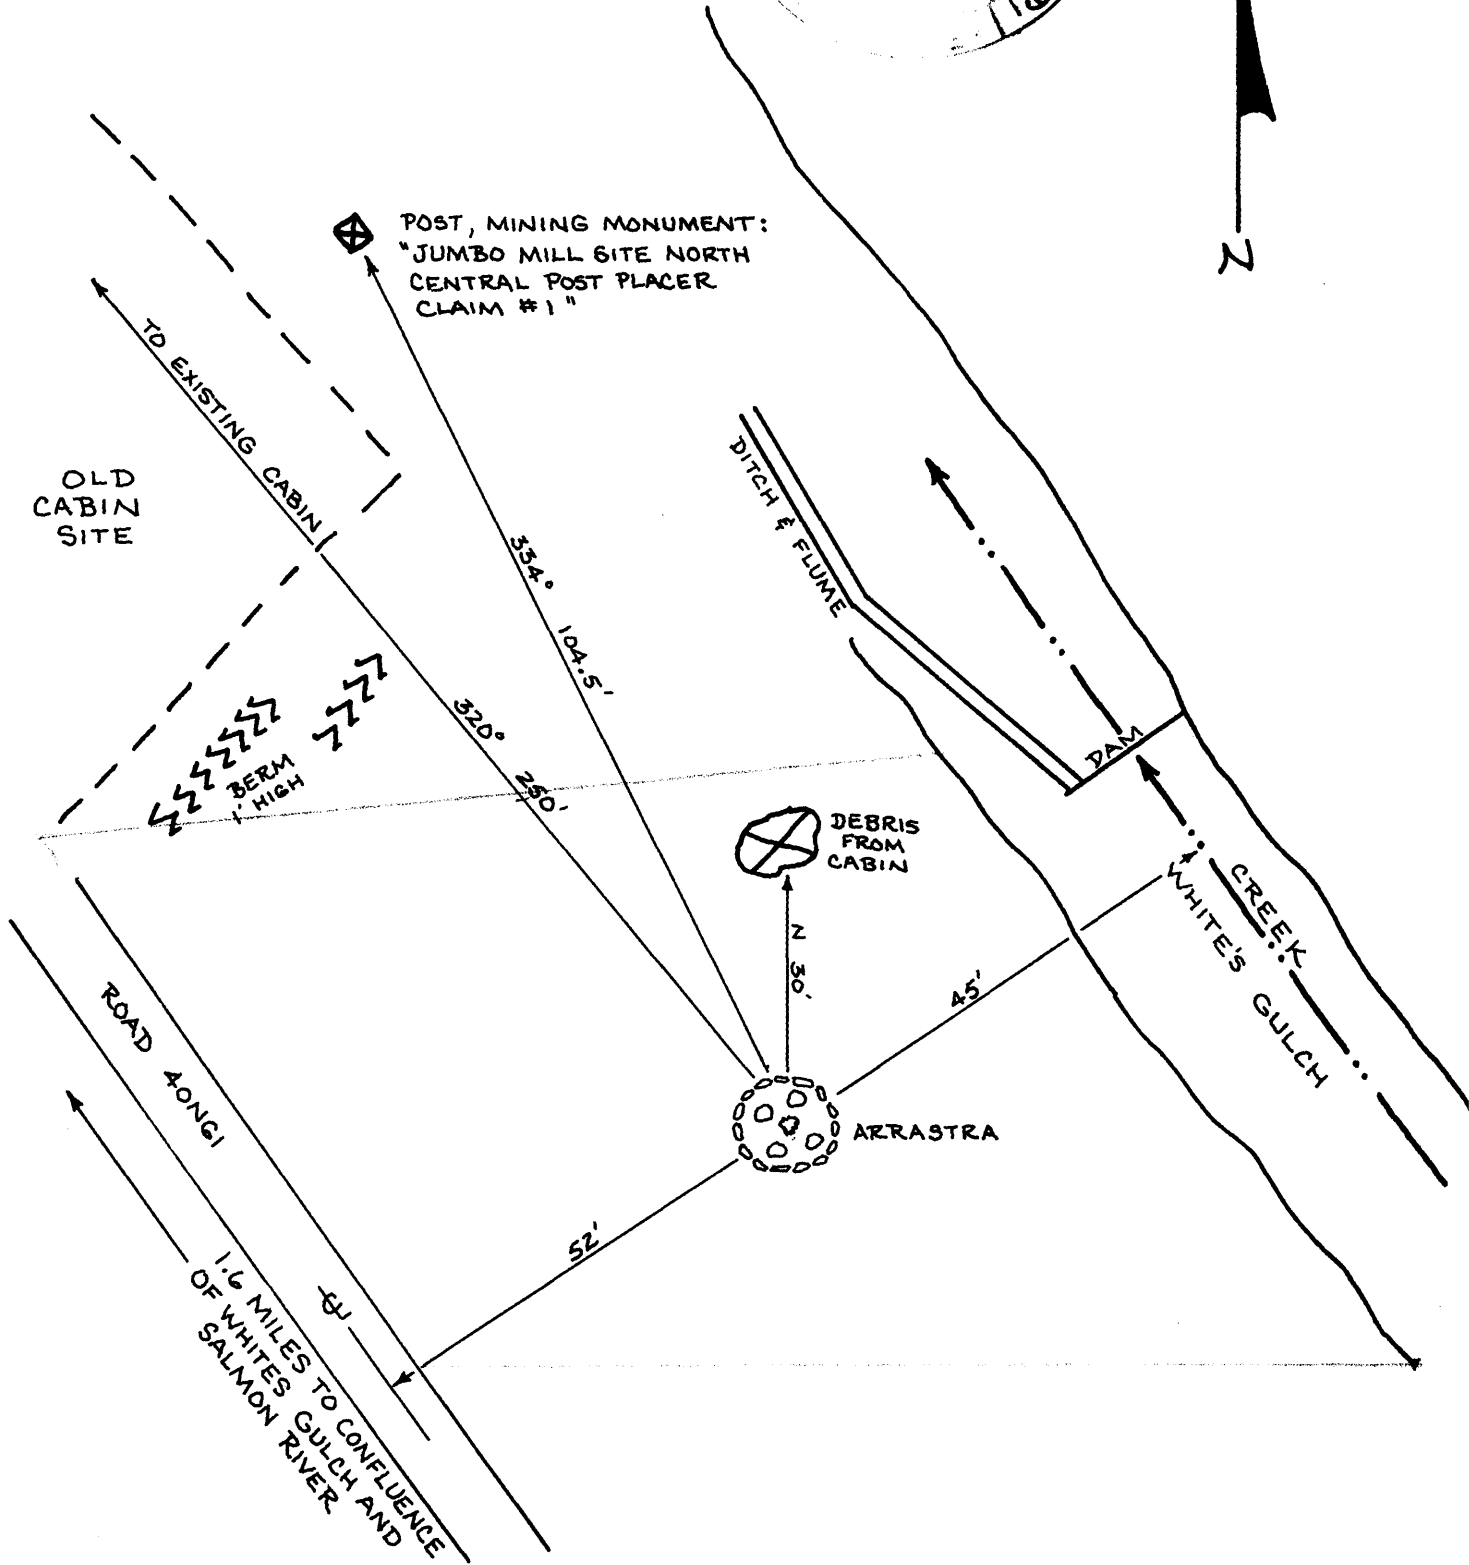 POST, MINING MONUMENT:
"JUMBO MILL SITE NORTH
CENTRAL POST PLACER
CLAIM #1"
N
TO EXISTING CABIN
OLD
CABIN
SITE
DITCH & FLUME
334° 104.5'
320° 250'
BERM
1' HIGH
DAM
DEBRIS
FROM
CABIN
N 30'
CREEK
WHITE'S GULCH
45'
ROAD 40N61
ARRASTRA
52'
℄
1.6 MILES TO CONFLUENCE
OF WHITES GULCH AND
SALMON RIVER